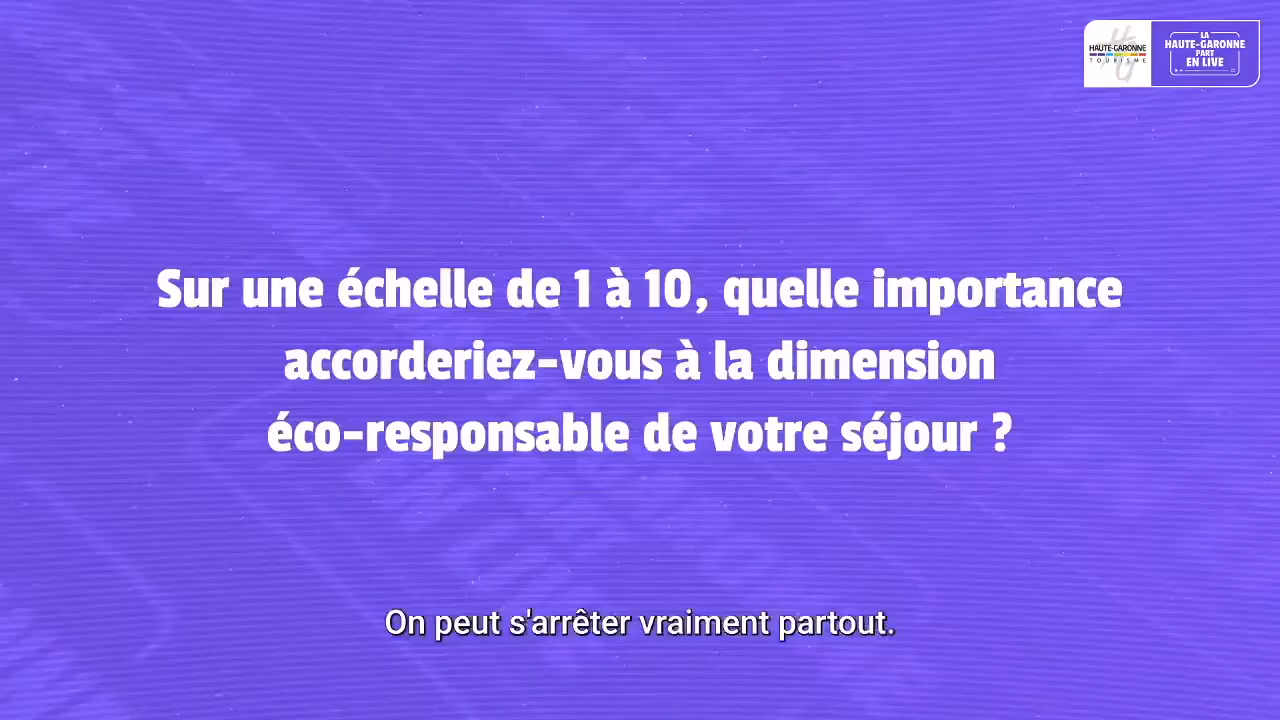 HAUTE-GARONNE
TOURISME
LA
HAUTE-GARONNE
PART
EN LIVE
Sur une échelle de 1 à 10, quelle importance
accorderiez-vous à la dimension
éco-responsable de votre séjour ?
On peut s'arrêter vraiment partout.